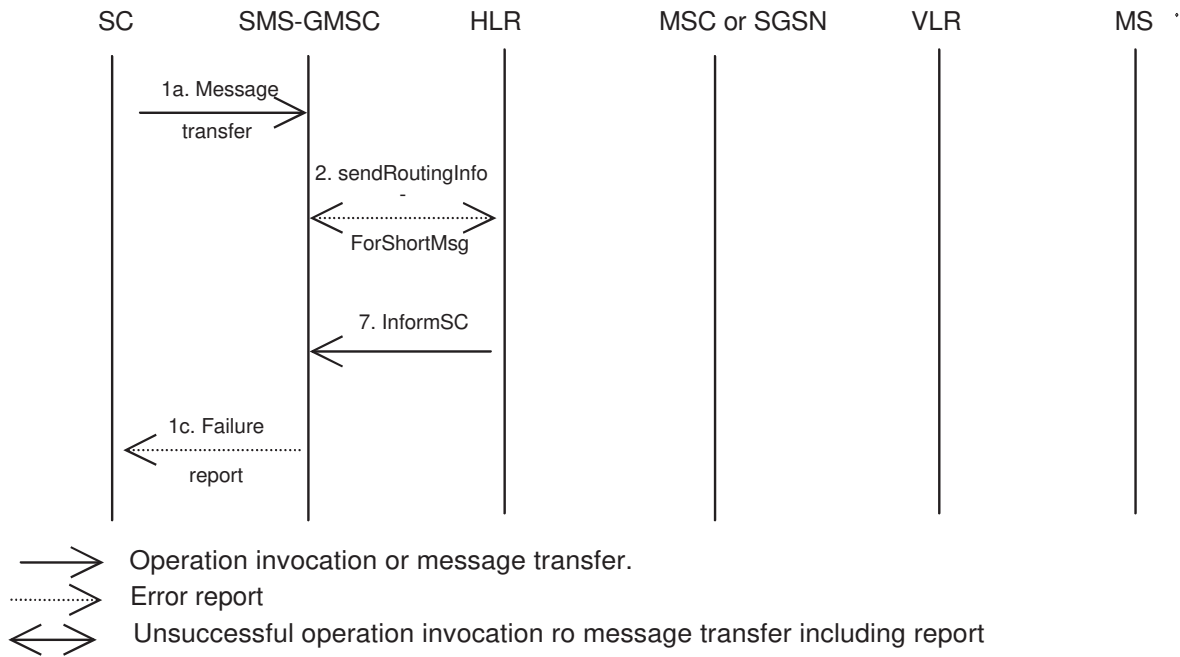 SC SMS-GMSC HLR MSC or SGSN VLR MS
1a. Message
transfer
2. sendRoutingInfo
-
ForShortMsg
7. InformSC
1c. Failure
report
Operation invocation or message transfer.
Error report
Unsuccessful operation invocation ro message transfer including report